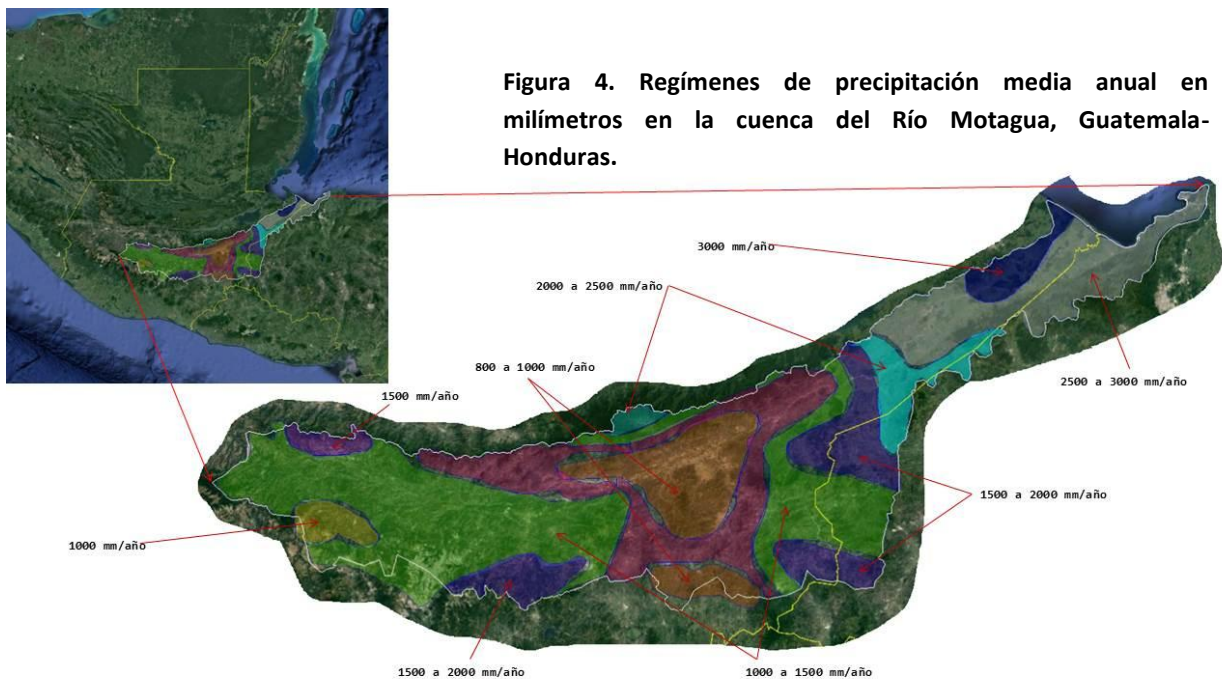 Figura 4. Regímenes de precipitación media anual en
milímetros en la cuenca del Río Motagua, Guatemala-
Honduras.
3000 mm/año
2000 a 2500 mm/año
800 a 1000 mm/año
2500 a 3000 mm/año
1500 mm/año
1500 a 2000 mm/año
1000 mm/año
1500 a 2000 mm/año
1000 a 1500 mm/año